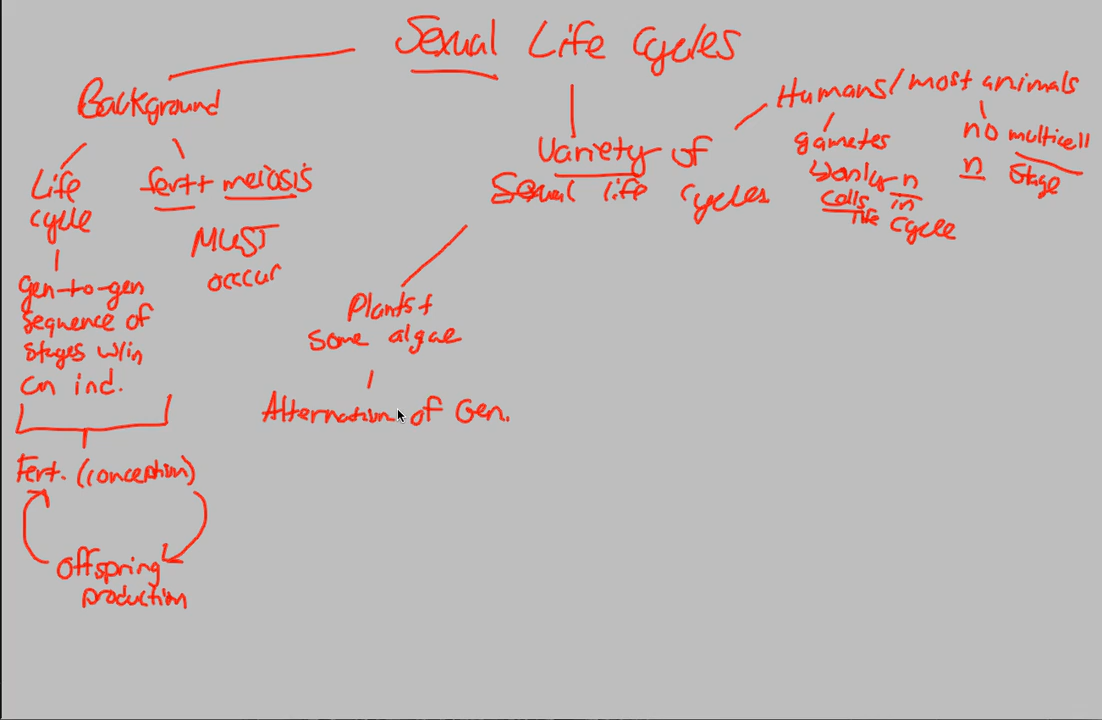 Sexual Life Cycles
Background
Life
cycle
gen-to-gen
sequence of
stages w/in
an ind.
Fert. (conception)
Offspring
production
fert + meiosis
MUST
occur
Variety of
Sexual life cycles
Plants +
some algae
Alternation of Gen.
Humans/most animals
gametes
only n
cells in
life cycle
no multicell
n stage